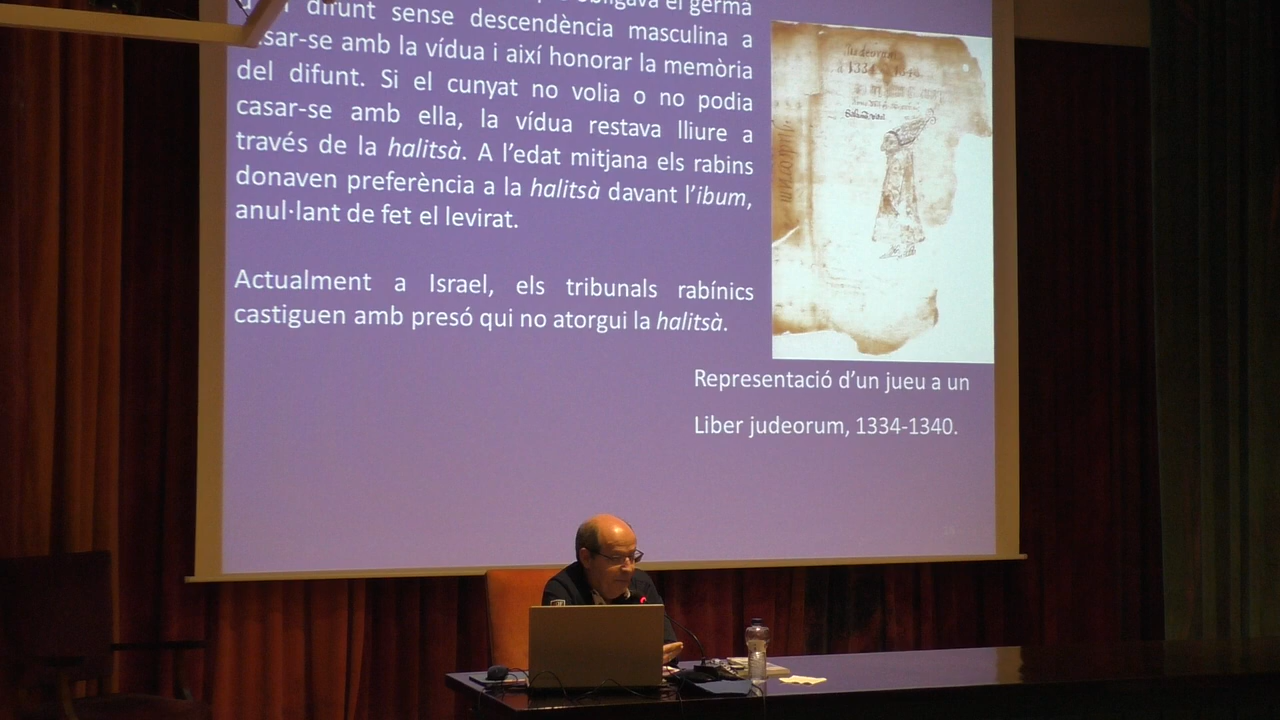 obligava el germà
difunt sense descendència masculina a
casar-se amb la vídua i així honorar la memòria
del difunt. Si el cunyat no volia o no podia
casar-se amb ella, la vídua restava lliure a
través de la halitsà. A l’edat mitjana els rabins
donaven preferència a la halitsà davant l’ibum,
anul·lant de fet el levirat.
Actualment a Israel, els tribunals rabínics
castiguen amb presó qui no atorgui la halitsà.
Representació d’un jueu a un
Liber judeorum, 1334-1340.